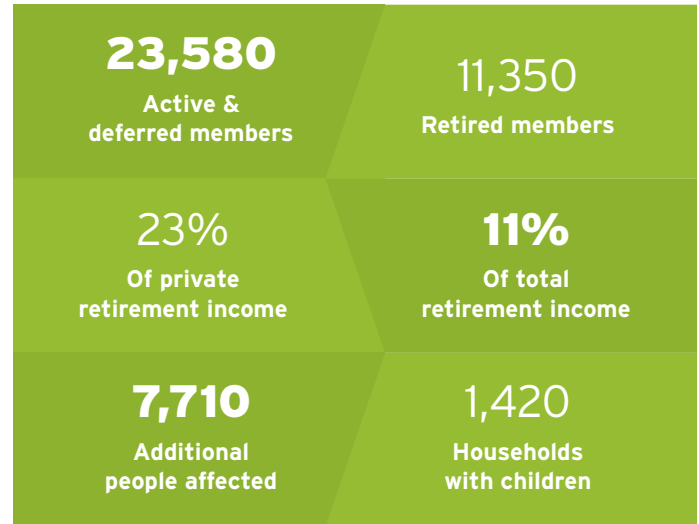 23,580
Active &
deferred members
11,350
Retired members
23%
Of private
retirement income
11%
Of total
retirement income
7,710
Additional
people affected
1,420
Households
with children